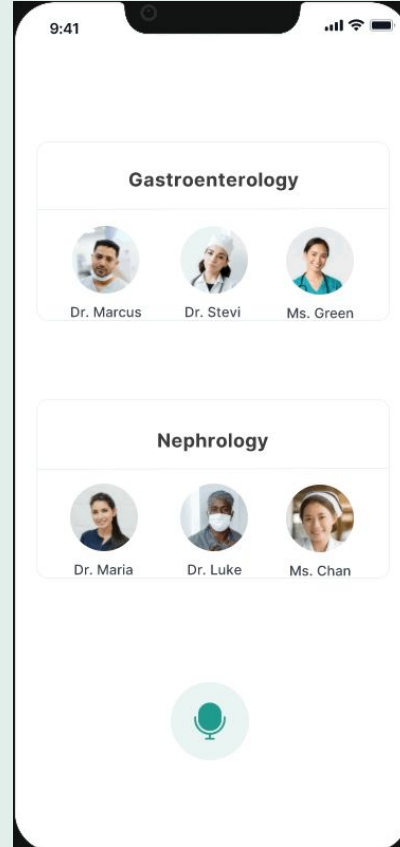 9:41
Gastroenterology
Dr. Marcus Dr. Stevi Ms. Green
Nephrology
Dr. Maria Dr. Luke Ms. Chan